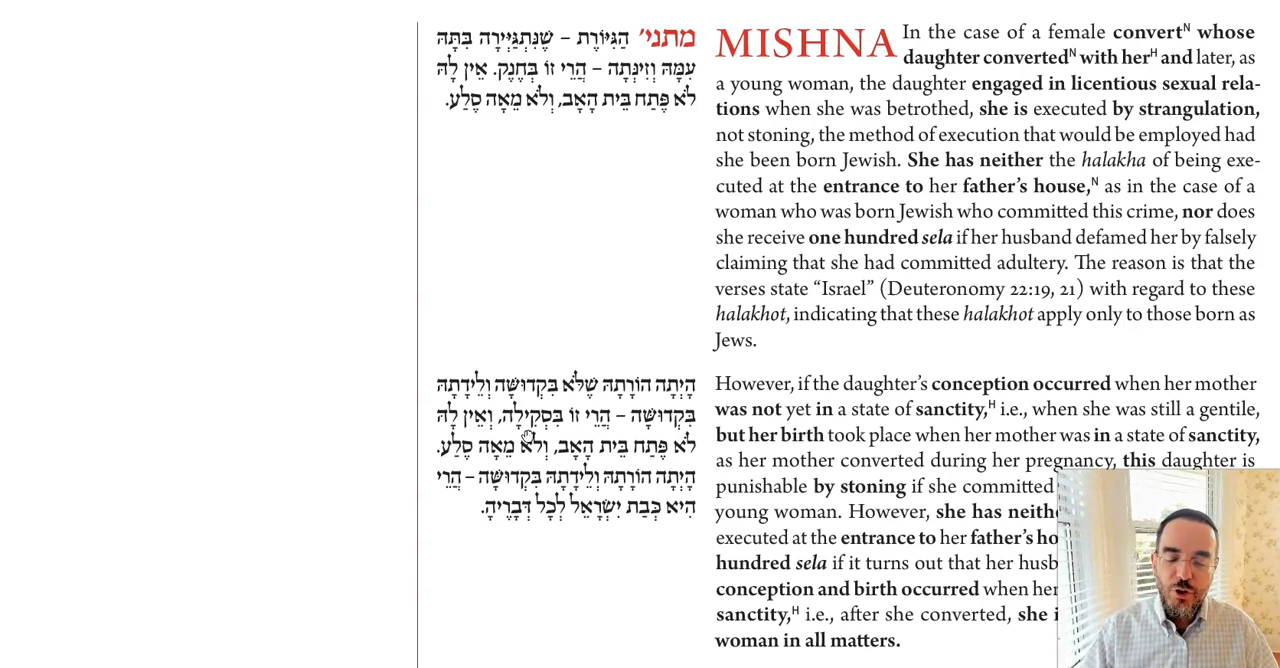 מתני׳ הַגִּיּוֹרֶת – שֶׁנִּתְגַּיְּירָה בִּתָּהּ
עִמָּהּ וְזִינְּתָה – הֲרֵי זוֹ בְּחֶנֶק. אֵין לָהּ
לֹא פֶּתַח בֵּית הָאָב, וְלֹא מֵאָה סֶלַע.
הָיְתָה הוֹרָתָהּ שֶׁלֹּא בִּקְדוּשָּׁה וְלֵידָתָהּ
בִּקְדוּשָּׁה – הֲרֵי זוֹ בִּסְקִילָה, וְאֵין לָהּ
לֹא פֶּתַח בֵּית הָאָב, וְלֹא מֵאָה סֶלַע.
הָיְתָה הוֹרָתָהּ וְלֵידָתָהּ בִּקְדוּשָּׁה – הֲרֵי
הִיא כְּבַת יִשְׂרָאֵל לְכָל דְּבָרֶיהָ.
MISHNA In the case of a female convertᴺ whose
daughter convertedᴺ with herᴴ and later, as
a young woman, the daughter engaged in licentious sexual rela-
tions when she was betrothed, she is executed by strangulation,
not stoning, the method of execution that would be employed had
she been born Jewish. She has neither the halakha of being exe-
cuted at the entrance to her father’s house,ᴺ as in the case of a
woman who was born Jewish who committed this crime, nor does
she receive one hundred sela if her husband defamed her by falsely
claiming that she had committed adultery. The reason is that the
verses state “Israel” (Deuteronomy 22:19, 21) with regard to these
halakhot, indicating that these halakhot apply only to those born as
Jews.
However, if the daughter’s conception occurred when her mother
was not yet in a state of sanctity,ᴴ i.e., when she was still a gentile,
but her birth took place when her mother was in a state of sanctity,
as her mother converted during her pregnancy, this daughter is
punishable by stoning if she committed
young woman. However, she has neith
executed at the entrance to her father’s ho
hundred sela if it turns out that her husb
conception and birth occurred when her
sanctity,ᴴ i.e., after she converted, she i
woman in all matters.